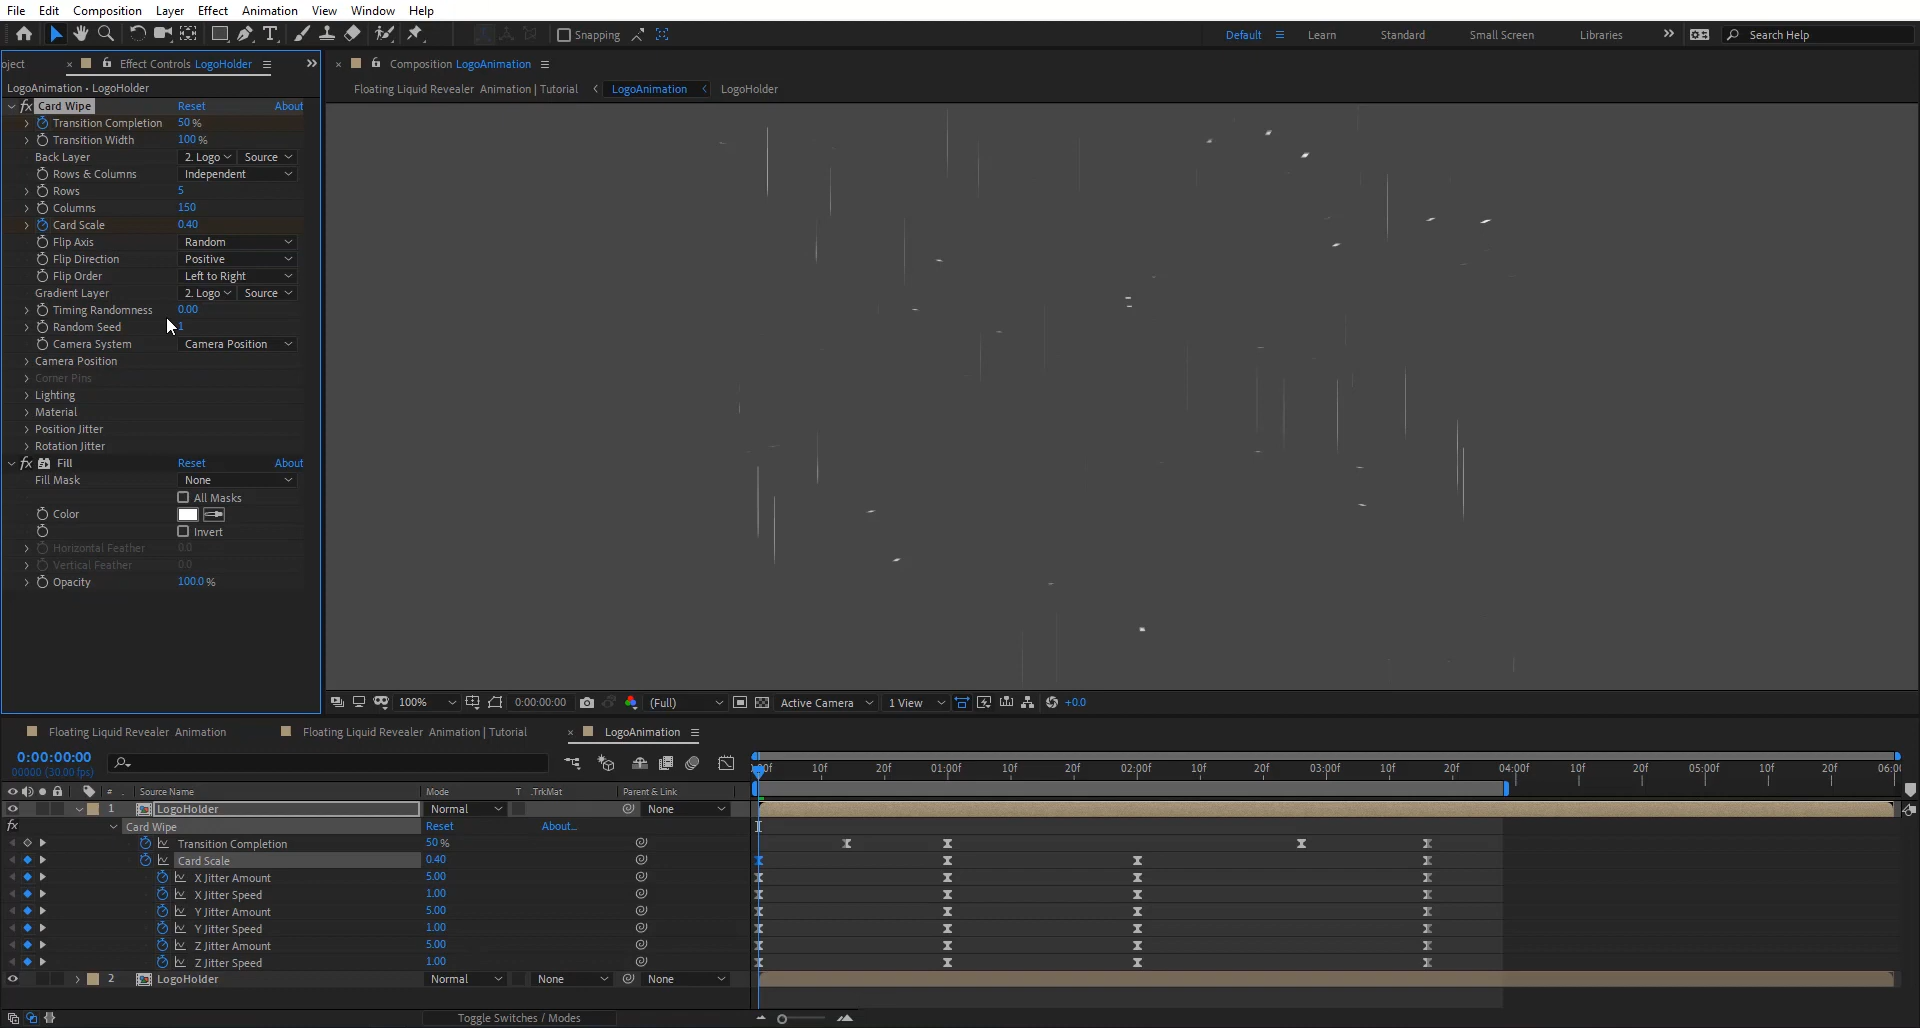 File Edit Composition Layer Effect Animation View Window Help
Snapping Default Learn Standard Small Screen Libraries Search Help
oject Effect Controls LogoHolder
LogoAnimation • LogoHolder
fx Card Wipe Reset About
Transition Completion 50 %
Transition Width 100 %
Back Layer 2. Logo Source
Rows & Columns Independent
Rows 5
Columns 150
Card Scale 0.40
Flip Axis Random
Flip Direction Positive
Flip Order Left to Right
Gradient Layer 2. Logo Source
Timing Randomness 0.00
Random Seed 1
Camera System Camera Position
Camera Position
Corner Pins
Lighting
Material
Position Jitter
Rotation Jitter
fx Fill Reset About
Fill Mask None
All Masks
Color
Invert
Horizontal Feather 0.0
Vertical Feather 0.0
Opacity 100.0 %
Composition LogoAnimation
Floating Liquid Revealer Animation | Tutorial LogoAnimation LogoHolder
100% 0:00:00:00 (Full) Active Camera 1 View +0.0
Floating Liquid Revealer Animation Floating Liquid Revealer Animation | Tutorial LogoAnimation
0:00:00:00
00000 (30.00 fps)
:00f 10f 20f 01:00f 10f 20f 02:00f 10f 20f 03:00f 10f 20f 04:00f 10f 20f 05:00f 10f 20f 06:0
# Source Name Mode T .TrkMat Parent & Link
1 LogoHolder Normal None
fx Card Wipe Reset About...
Transition Completion 50 %
Card Scale 0.40
X Jitter Amount 5.00
X Jitter Speed 1.00
Y Jitter Amount 5.00
Y Jitter Speed 1.00
Z Jitter Amount 5.00
Z Jitter Speed 1.00
2 LogoHolder Normal None None
Toggle Switches / Modes